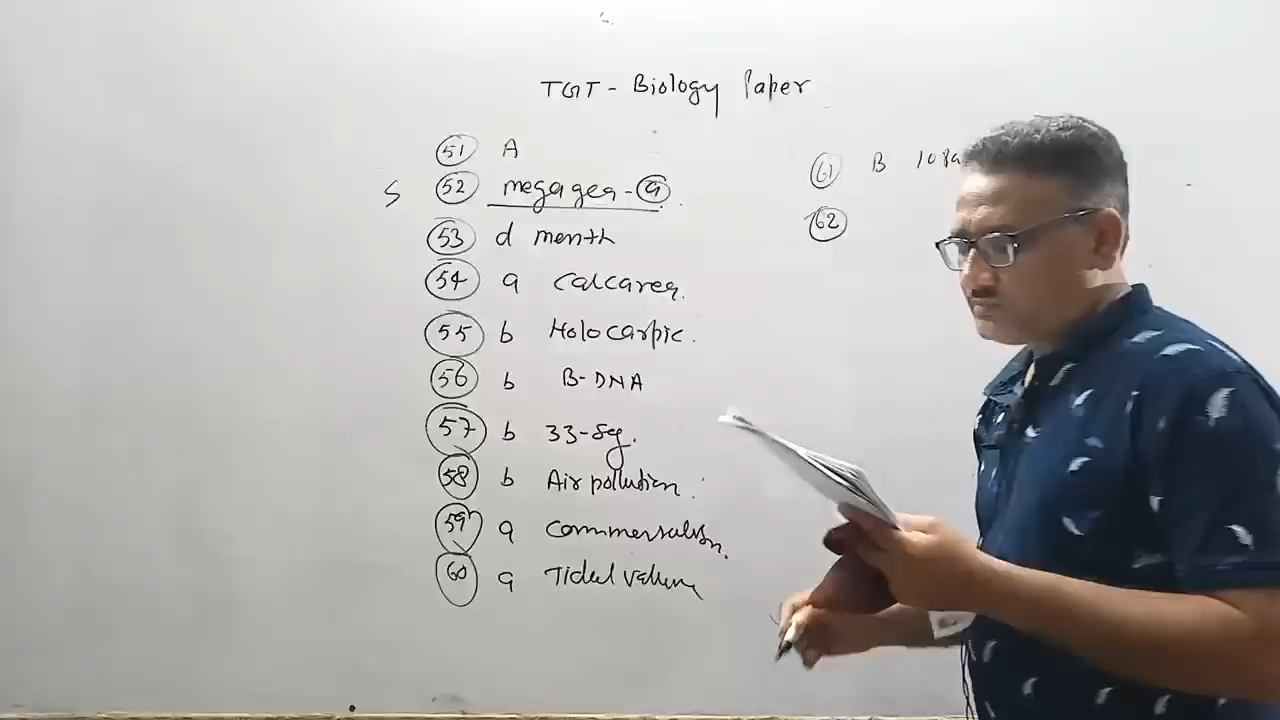 TGT - Biology Paper
51 A
S 52 megagea - a
53 d month
54 a Calcarea.
55 b Holocarpic.
56 b B-DNA
57 b 33-Seg.
58 b Air pollution.
59 a commensalism.
60 a Tidal volume
61 B
62